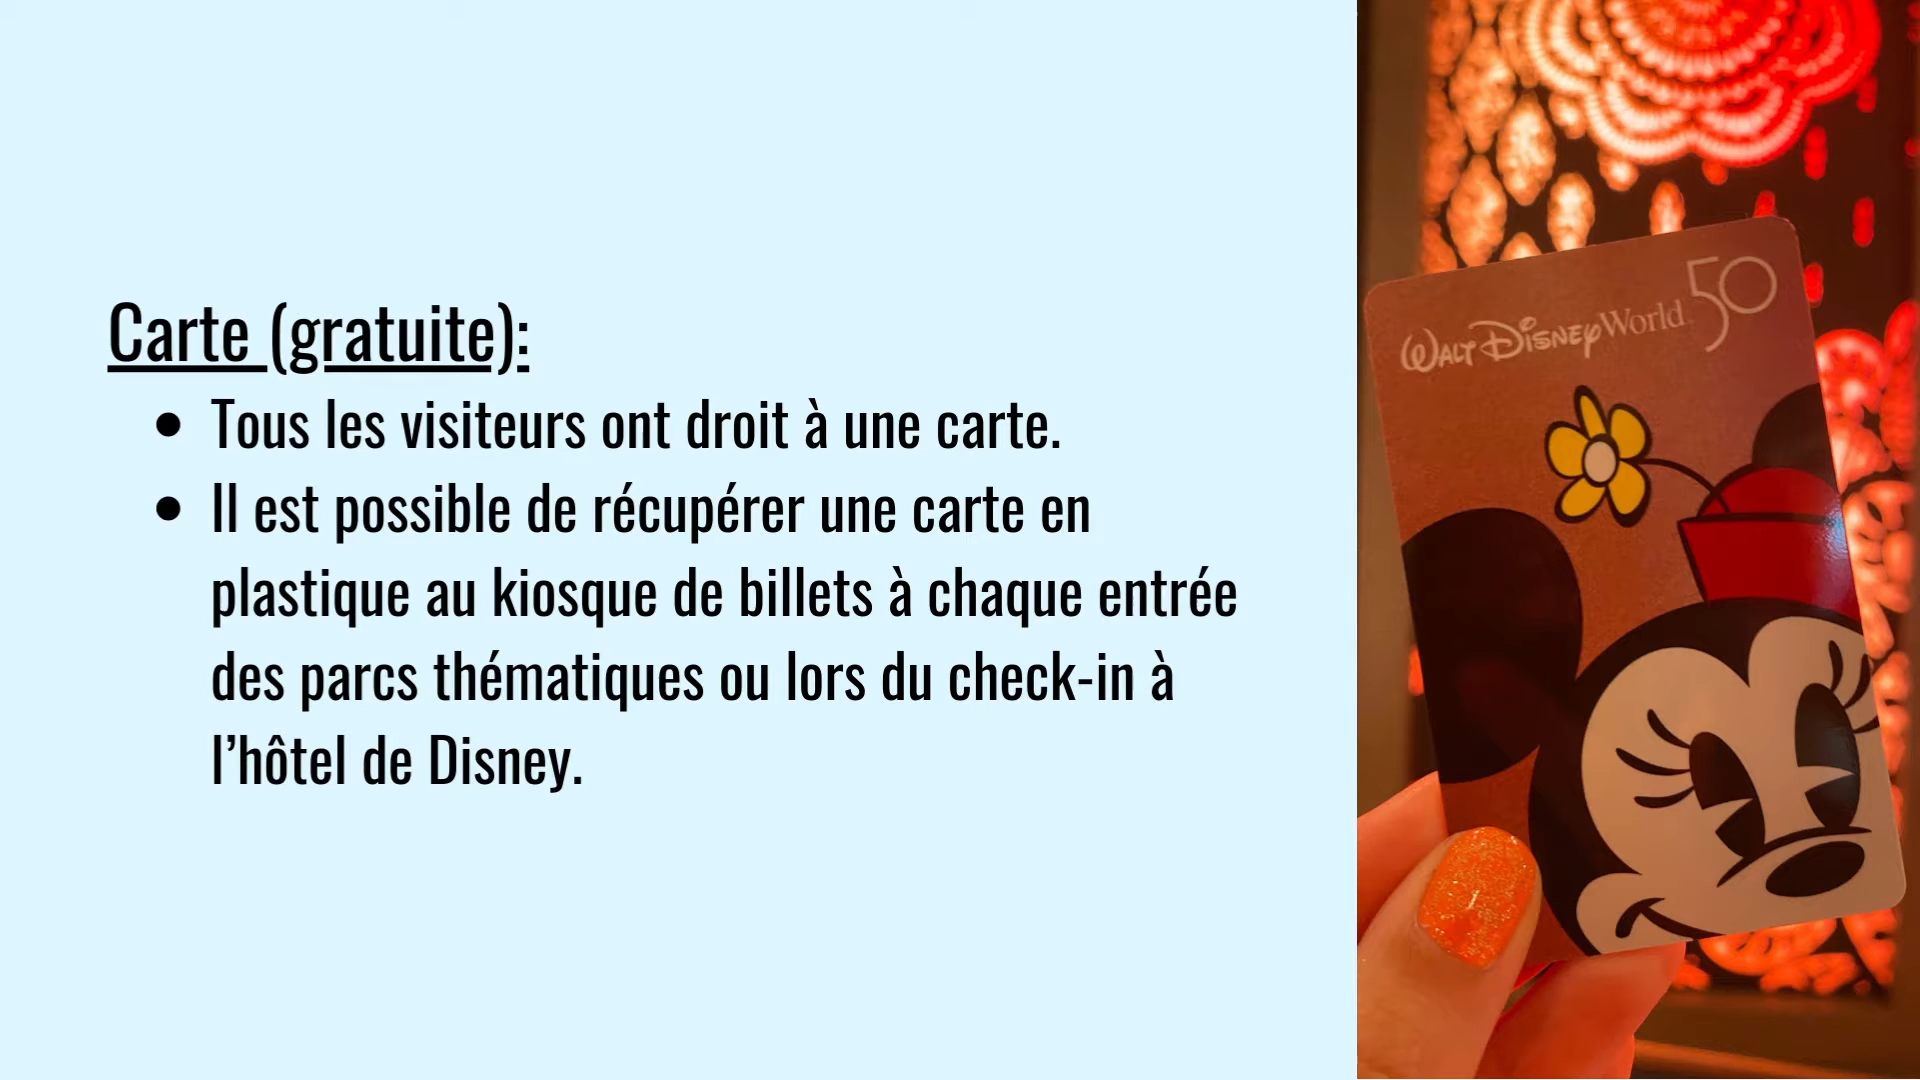 Carte (gratuite):
• Tous les visiteurs ont droit à une carte.
• Il est possible de récupérer une carte en
plastique au kiosque de billets à chaque entrée
des parcs thématiques ou lors du check-in à
l’hôtel de Disney.
Walt Disney World 50